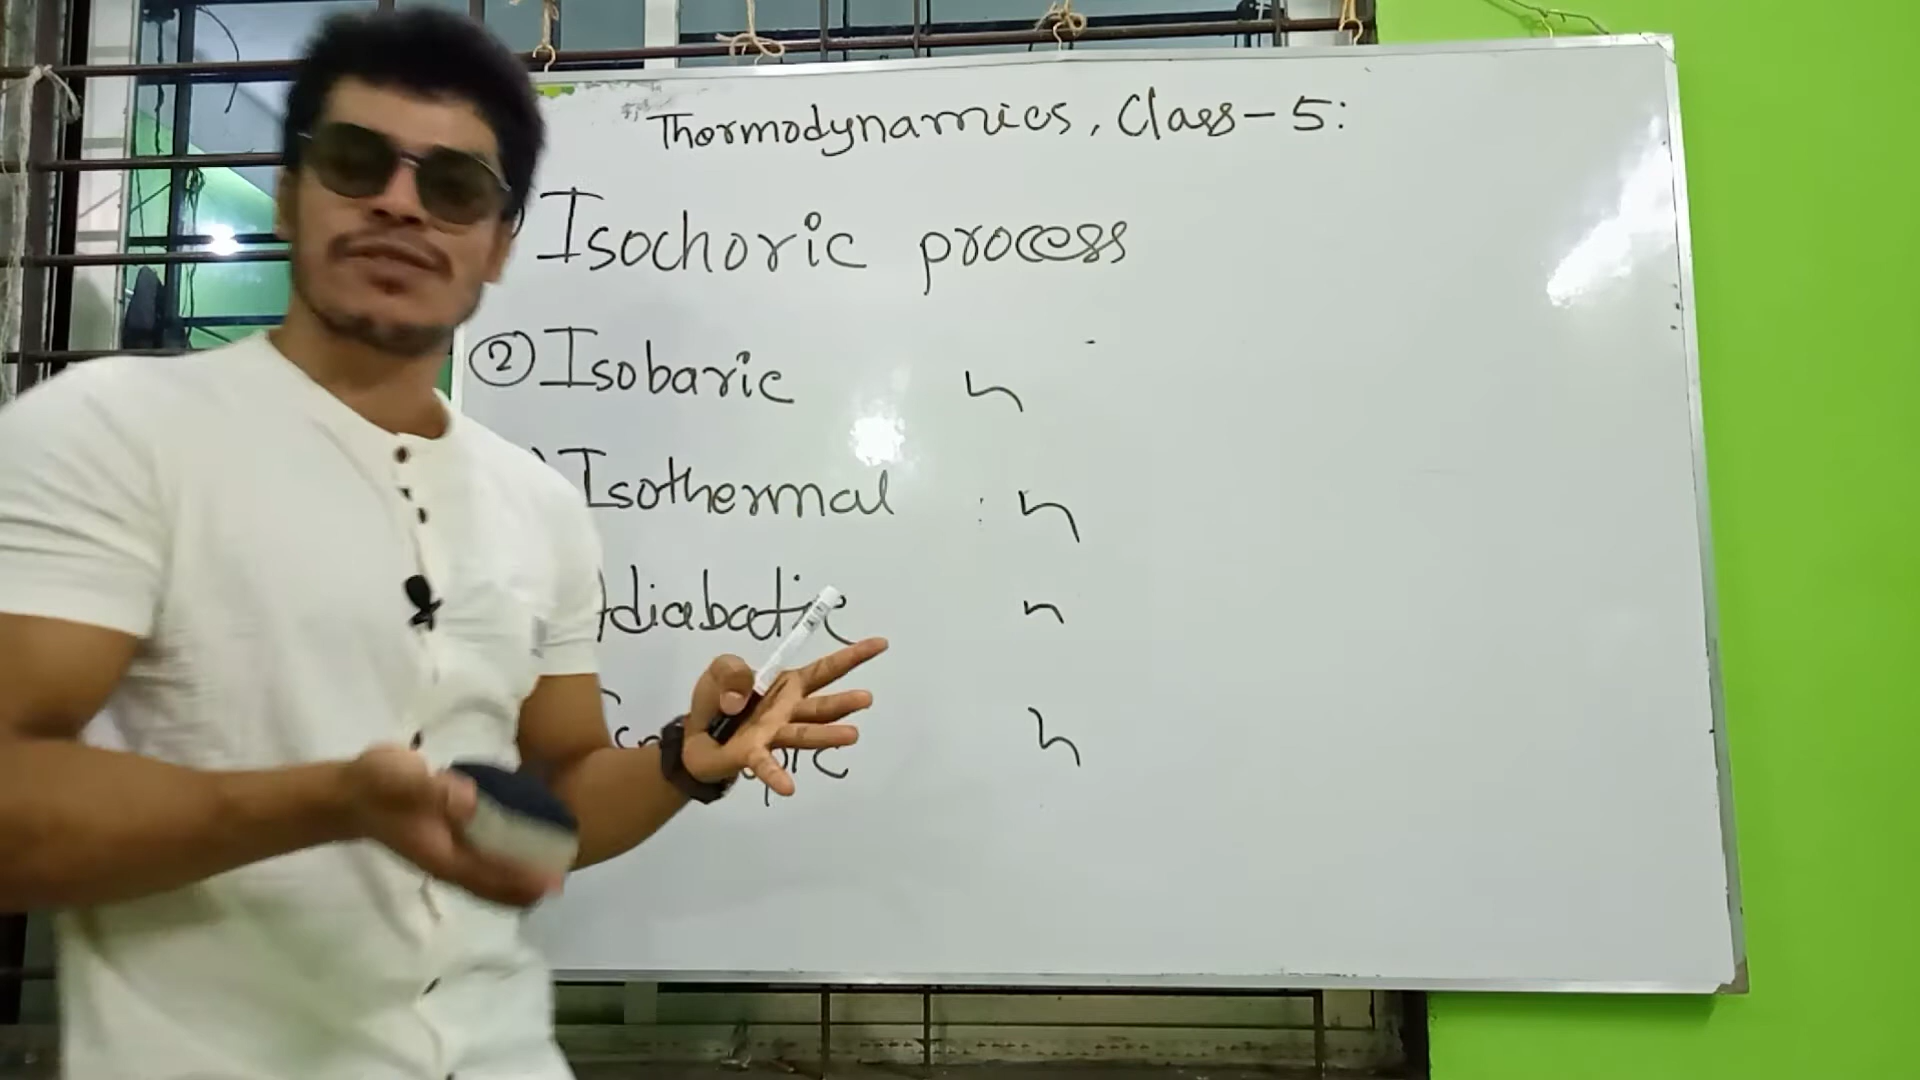 Thermodynamics, Class-5:
Isochoric process
② Isobaric "
Isothermal "
Adiabatic "
"